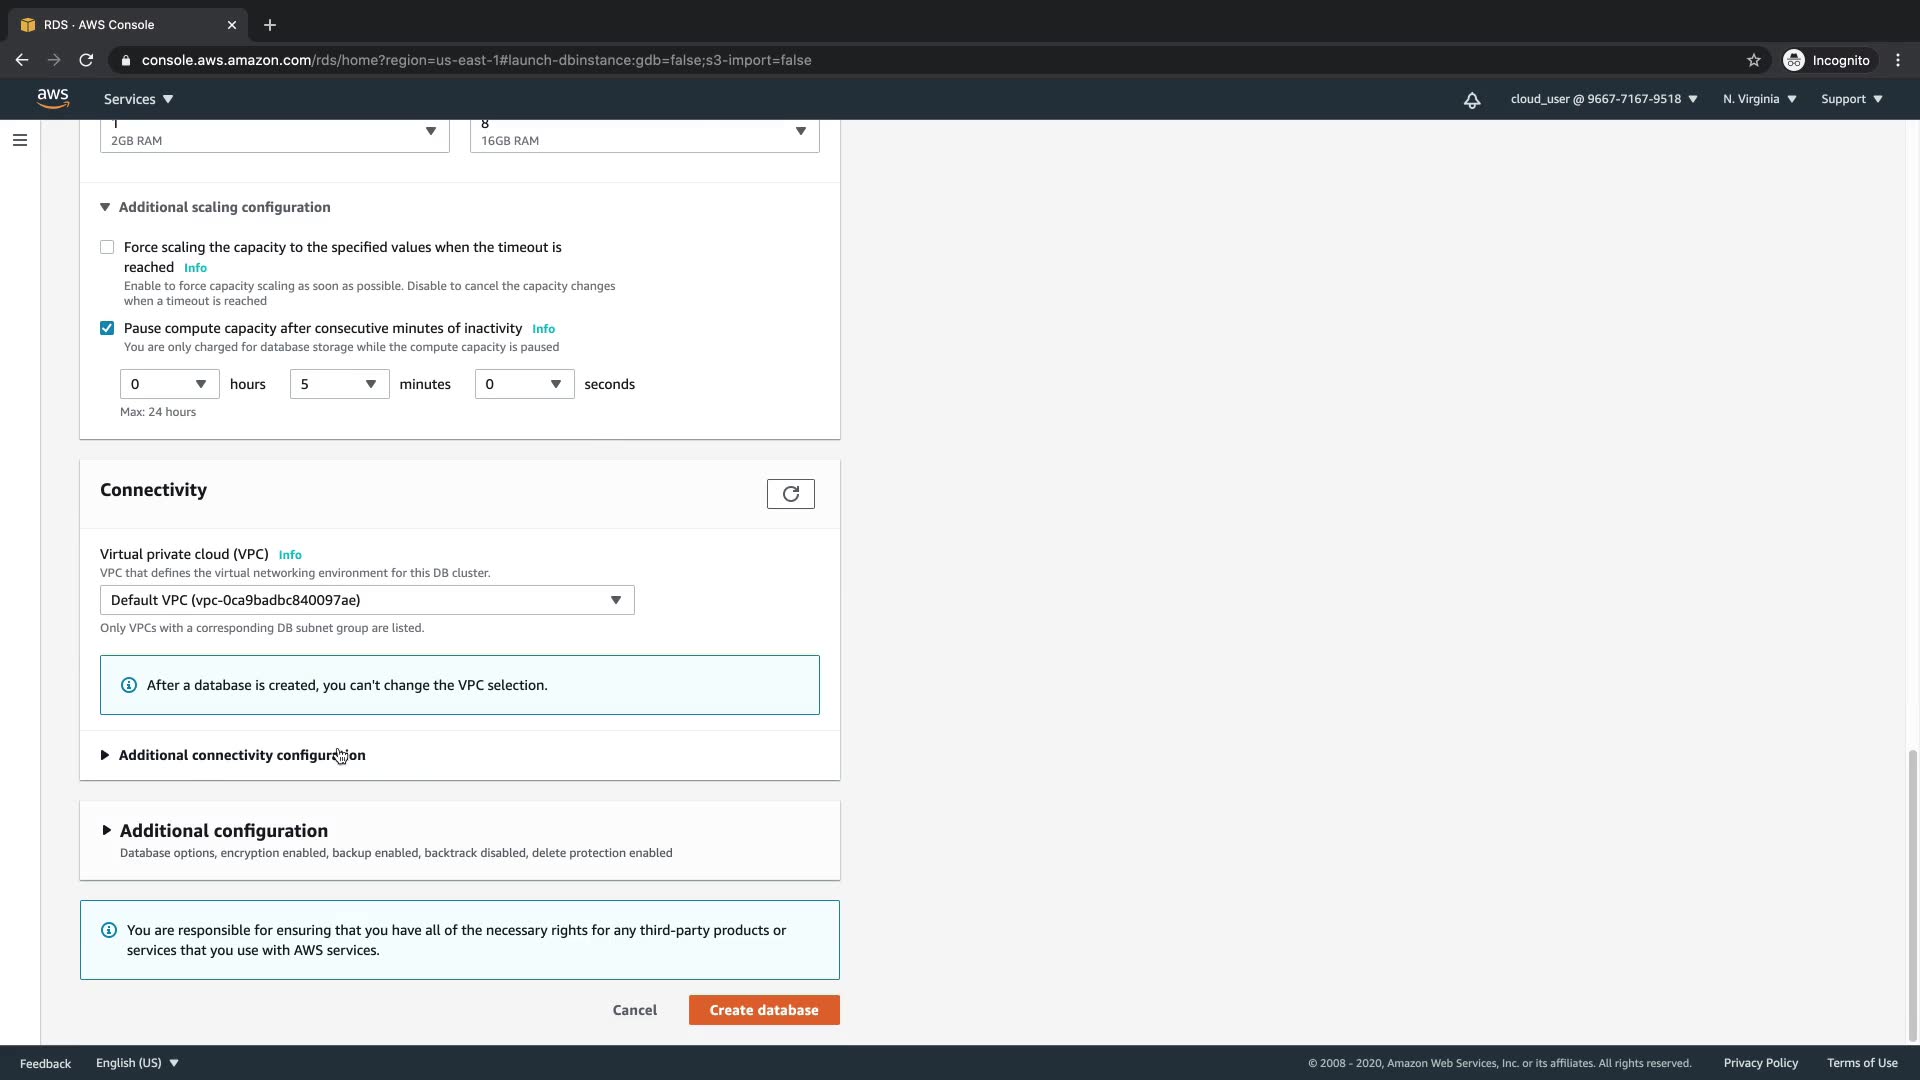 RDS · AWS Console
console.aws.amazon.com/rds/home?region=us-east-1#launch-dbinstance:gdb=false;s3-import=false
Incognito
aws
Services
cloud_user @ 9667-7167-9518
N. Virginia
Support
1
2GB RAM
8
16GB RAM
Additional scaling configuration
Force scaling the capacity to the specified values when the timeout is
reached Info
Enable to force capacity scaling as soon as possible. Disable to cancel the capacity changes
when a timeout is reached
Pause compute capacity after consecutive minutes of inactivity Info
You are only charged for database storage while the compute capacity is paused
0 hours 5 minutes 0 seconds
Max: 24 hours
Connectivity
Virtual private cloud (VPC) Info
VPC that defines the virtual networking environment for this DB cluster.
Default VPC (vpc-0ca9badbc840097ae)
Only VPCs with a corresponding DB subnet group are listed.
After a database is created, you can't change the VPC selection.
Additional connectivity configuration
Additional configuration
Database options, encryption enabled, backup enabled, backtrack disabled, delete protection enabled
You are responsible for ensuring that you have all of the necessary rights for any third-party products or
services that you use with AWS services.
Cancel
Create database
Feedback
English (US)
© 2008 - 2020, Amazon Web Services, Inc. or its affiliates. All rights reserved.
Privacy Policy
Terms of Use